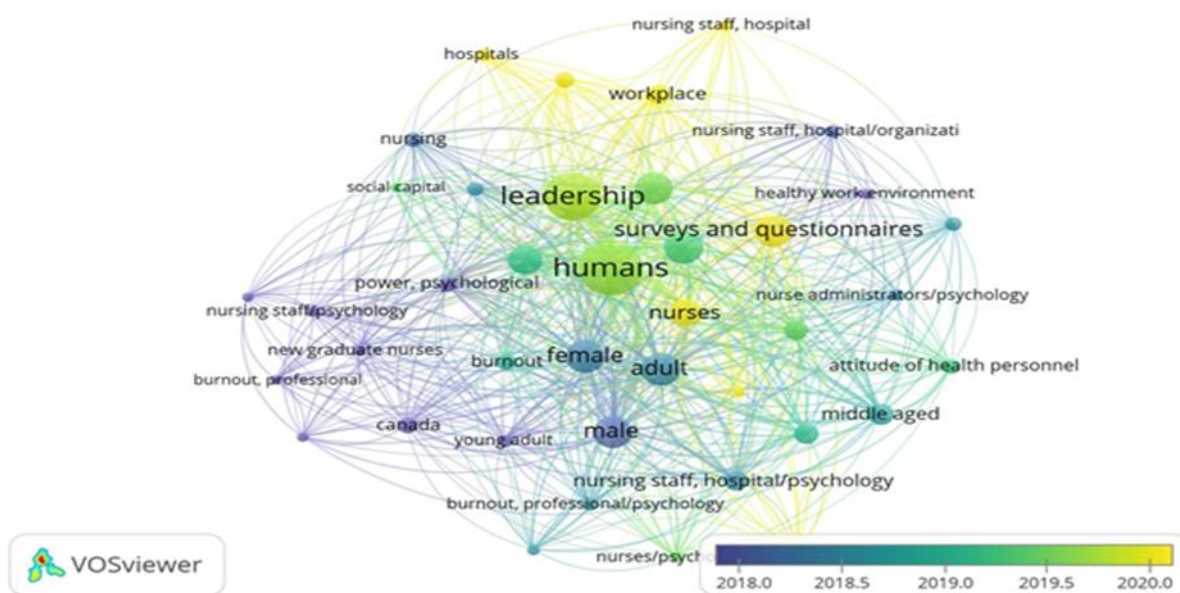 nursing staff, hospital
hospitals
workplace
nursing staff, hospital/organizati
nursing
social capital
leadership
healthy work environment
surveys and questionnaires
humans
power, psychological
nurse administrators/psychology
nursing staff/psychology
nurses
new graduate nurses
burnout
female
adult
attitude of health personnel
burnout, professional
middle aged
canada
young adult
male
nursing staff, hospital/psychology
burnout, professional/psychology
nurses/psycho
VOSviewer
2018.0 2018.5 2019.0 2019.5 2020.0